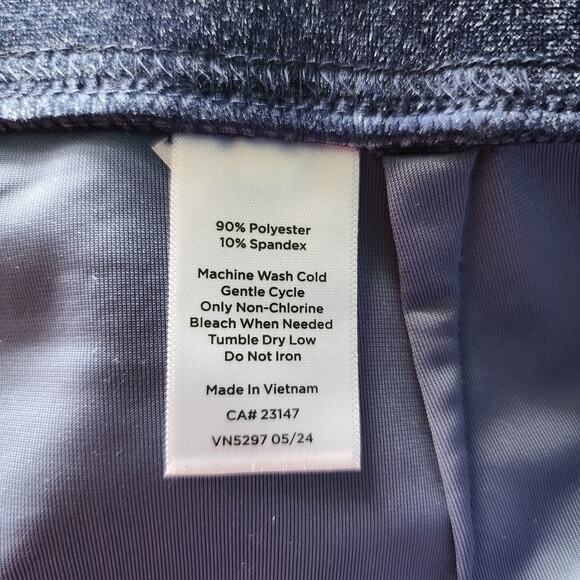 90% Polyester
10% Spandex
Machine Wash Cold
Gentle Cycle
Only Non-Chlorine
Bleach When Needed
Tumble Dry Low
Do Not Iron
Made In Vietnam
CA# 23147
VN5297 05/24